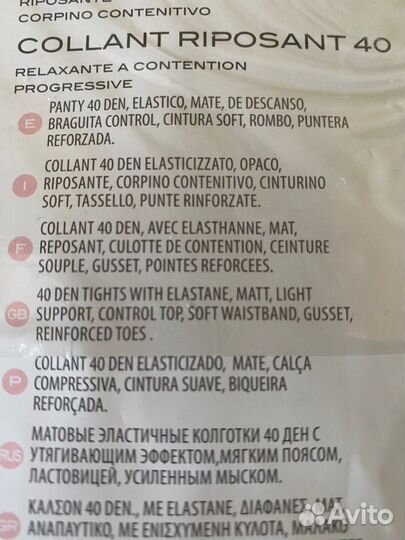 RIPOSANTE
CORPINO CONTENITIVO
COLLANT RIPOSANT 40
RELAXANTE A CONTENTION
PROGRESSIVE
E
PANTY 40 DEN, ELASTICO, MATE, DE DESCANSO,
BRAGUITA CONTROL, CINTURA SOFT, ROMBO, PUNTERA
REFORZADA.
I
COLLANT 40 DEN ELASTICIZZATO, OPACO,
RIPOSANTE, CORPINO CONTENITIVO, CINTURINO
SOFT, TASSELLO, PUNTE RINFORZATE.
F
COLLANT 40 DEN, AVEC ELASTHANNE, MAT,
REPOSANT, CULOTTE DE CONTENTION, CEINTURE
SOUPLE, GUSSET, POINTES REFORCEES.
GB
40 DEN TIGHTS WITH ELASTANE, MATT, LIGHT
SUPPORT, CONTROL TOP, SOFT WAISTBAND, GUSSET,
REINFORCED TOES .
P
COLLANT 40 DEN ELASTICIZADO, MATE, CALÇA
COMPRESSIVA, CINTURA SUAVE, BIQUEIRA
REFORÇADA.
RUS
МАТОВЫЕ ЭЛАСТИЧНЫЕ КОЛГОТКИ 40 ДЕН С
УТЯГИВАЮЩИМ ЭФФЕКТОМ,МЯГКИМ ПОЯСОМ,
ЛАСТОВИЦЕЙ, УСИЛЕННЫМ МЫСКОМ.
GR
ΚΑΛΣΟΝ 40 DEN., ΜΕ ELASTANE, ΔΙΑΦΑΝΕΣ, ΜΑΤ
ΑΝΑΠΑΥΤΙΚΟ, ΜΕ ΕΝΙΣΧΥΜΕΝΗ ΚΥΛΟΤΑ, ΜΑΛΑΚΟ
Avito